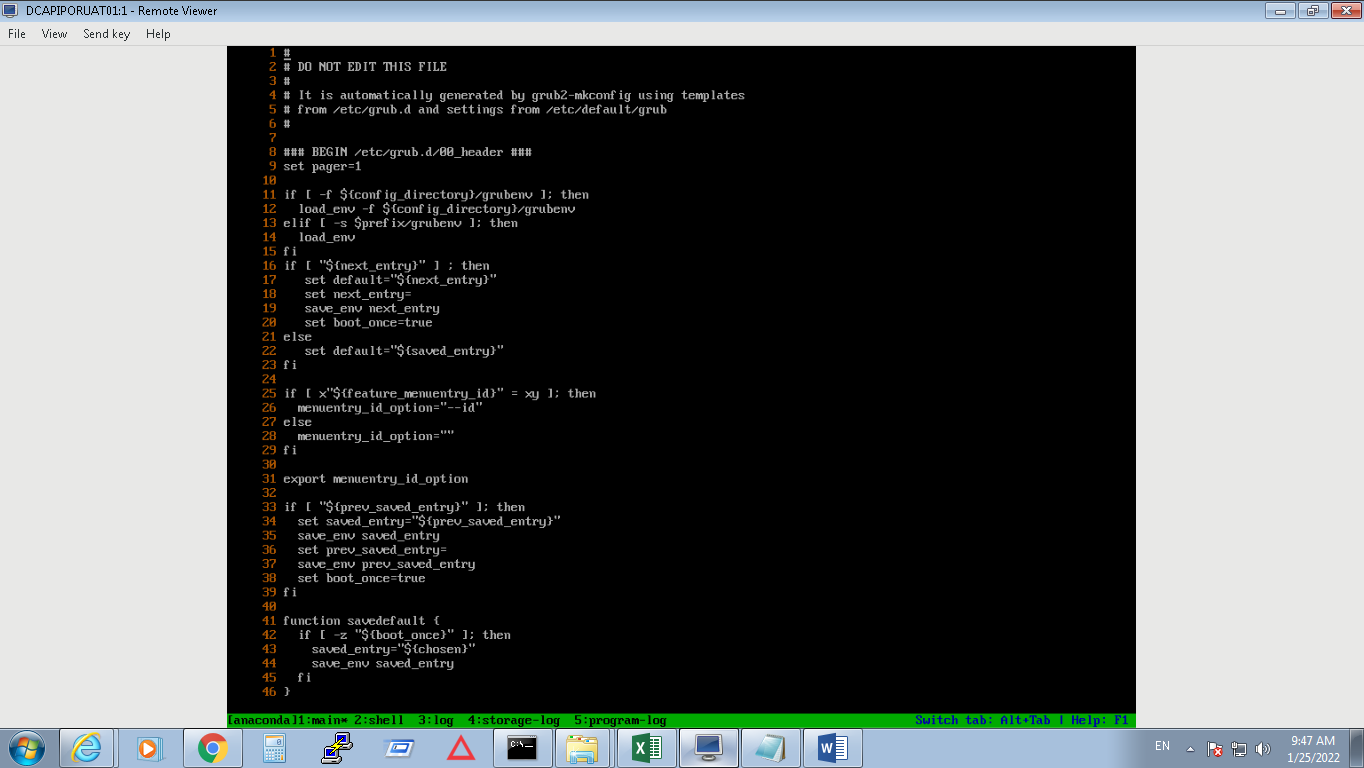 DCAPIPORUAT01:1 - Remote Viewer
File View Send key Help
1 #
2 # DO NOT EDIT THIS FILE
3 #
4 # It is automatically generated by grub2-mkconfig using templates
5 # from /etc/grub.d and settings from /etc/default/grub
6 #
7
8 ### BEGIN /etc/grub.d/00_header ###
9 set pager=1
10
11 if [ -f ${config_directory}/grubenv ]; then
12   load_env -f ${config_directory}/grubenv
13 elif [ -s $prefix/grubenv ]; then
14   load_env
15 fi
16 if [ "${next_entry}" ] ; then
17    set default="${next_entry}"
18    set next_entry=
19    save_env next_entry
20    set boot_once=true
21 else
22    set default="${saved_entry}"
23 fi
24
25 if [ x"${feature_menuentry_id}" = xy ]; then
26   menuentry_id_option="--id"
27 else
28   menuentry_id_option=""
29 fi
30
31 export menuentry_id_option
32
33 if [ "${prev_saved_entry}" ]; then
34   set saved_entry="${prev_saved_entry}"
35   save_env saved_entry
36   set prev_saved_entry=
37   save_env prev_saved_entry
38   set boot_once=true
39 fi
40
41 function savedefault {
42   if [ -z "${boot_once}" ]; then
43     saved_entry="${chosen}"
44     save_env saved_entry
45   fi
46 }
[anaconda]1:main* 2:shell  3:log  4:storage-log  5:program-log Switch tab: Alt+Tab | Help: F1
C:\_
EN
9:47 AM
1/25/2022